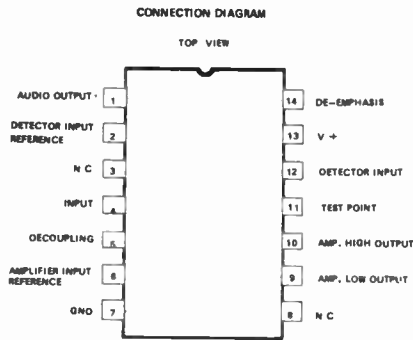 CONNECTION DIAGRAM
TOP VIEW
AUDIO OUTPUT 1
14 DE-EMPHASIS
DETECTOR INPUT
REFERENCE
2
13 V +
N C 3
12 DETECTOR INPUT
INPUT 4
11 TEST POINT
DECOUPLING 5
10 AMP. HIGH OUTPUT
AMPLIFIER INPUT
REFERENCE
6
9 AMP. LOW OUTPUT
GND 7
8 N C